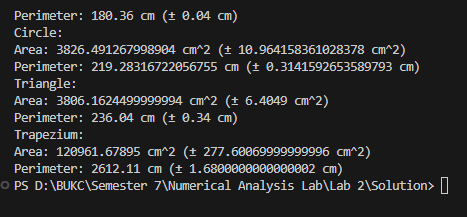 Perimeter: 180.36 cm (± 0.04 cm)
Circle:
Area: 3826.491267998904 cm^2 (± 10.964158361028378 cm^2)
Perimeter: 219.28316722056755 cm (± 0.3141592653589793 cm)
Triangle:
Area: 3806.1624499999994 cm^2 (± 6.4049 cm^2)
Perimeter: 236.04 cm (± 0.34 cm)
Trapezium:
Area: 120961.67895 cm^2 (± 277.60069999999996 cm^2)
Perimeter: 2612.11 cm (± 1.6800000000000002 cm)
PS D:\BUKC\Semester 7\Numerical Analysis Lab\Lab 2\Solution>